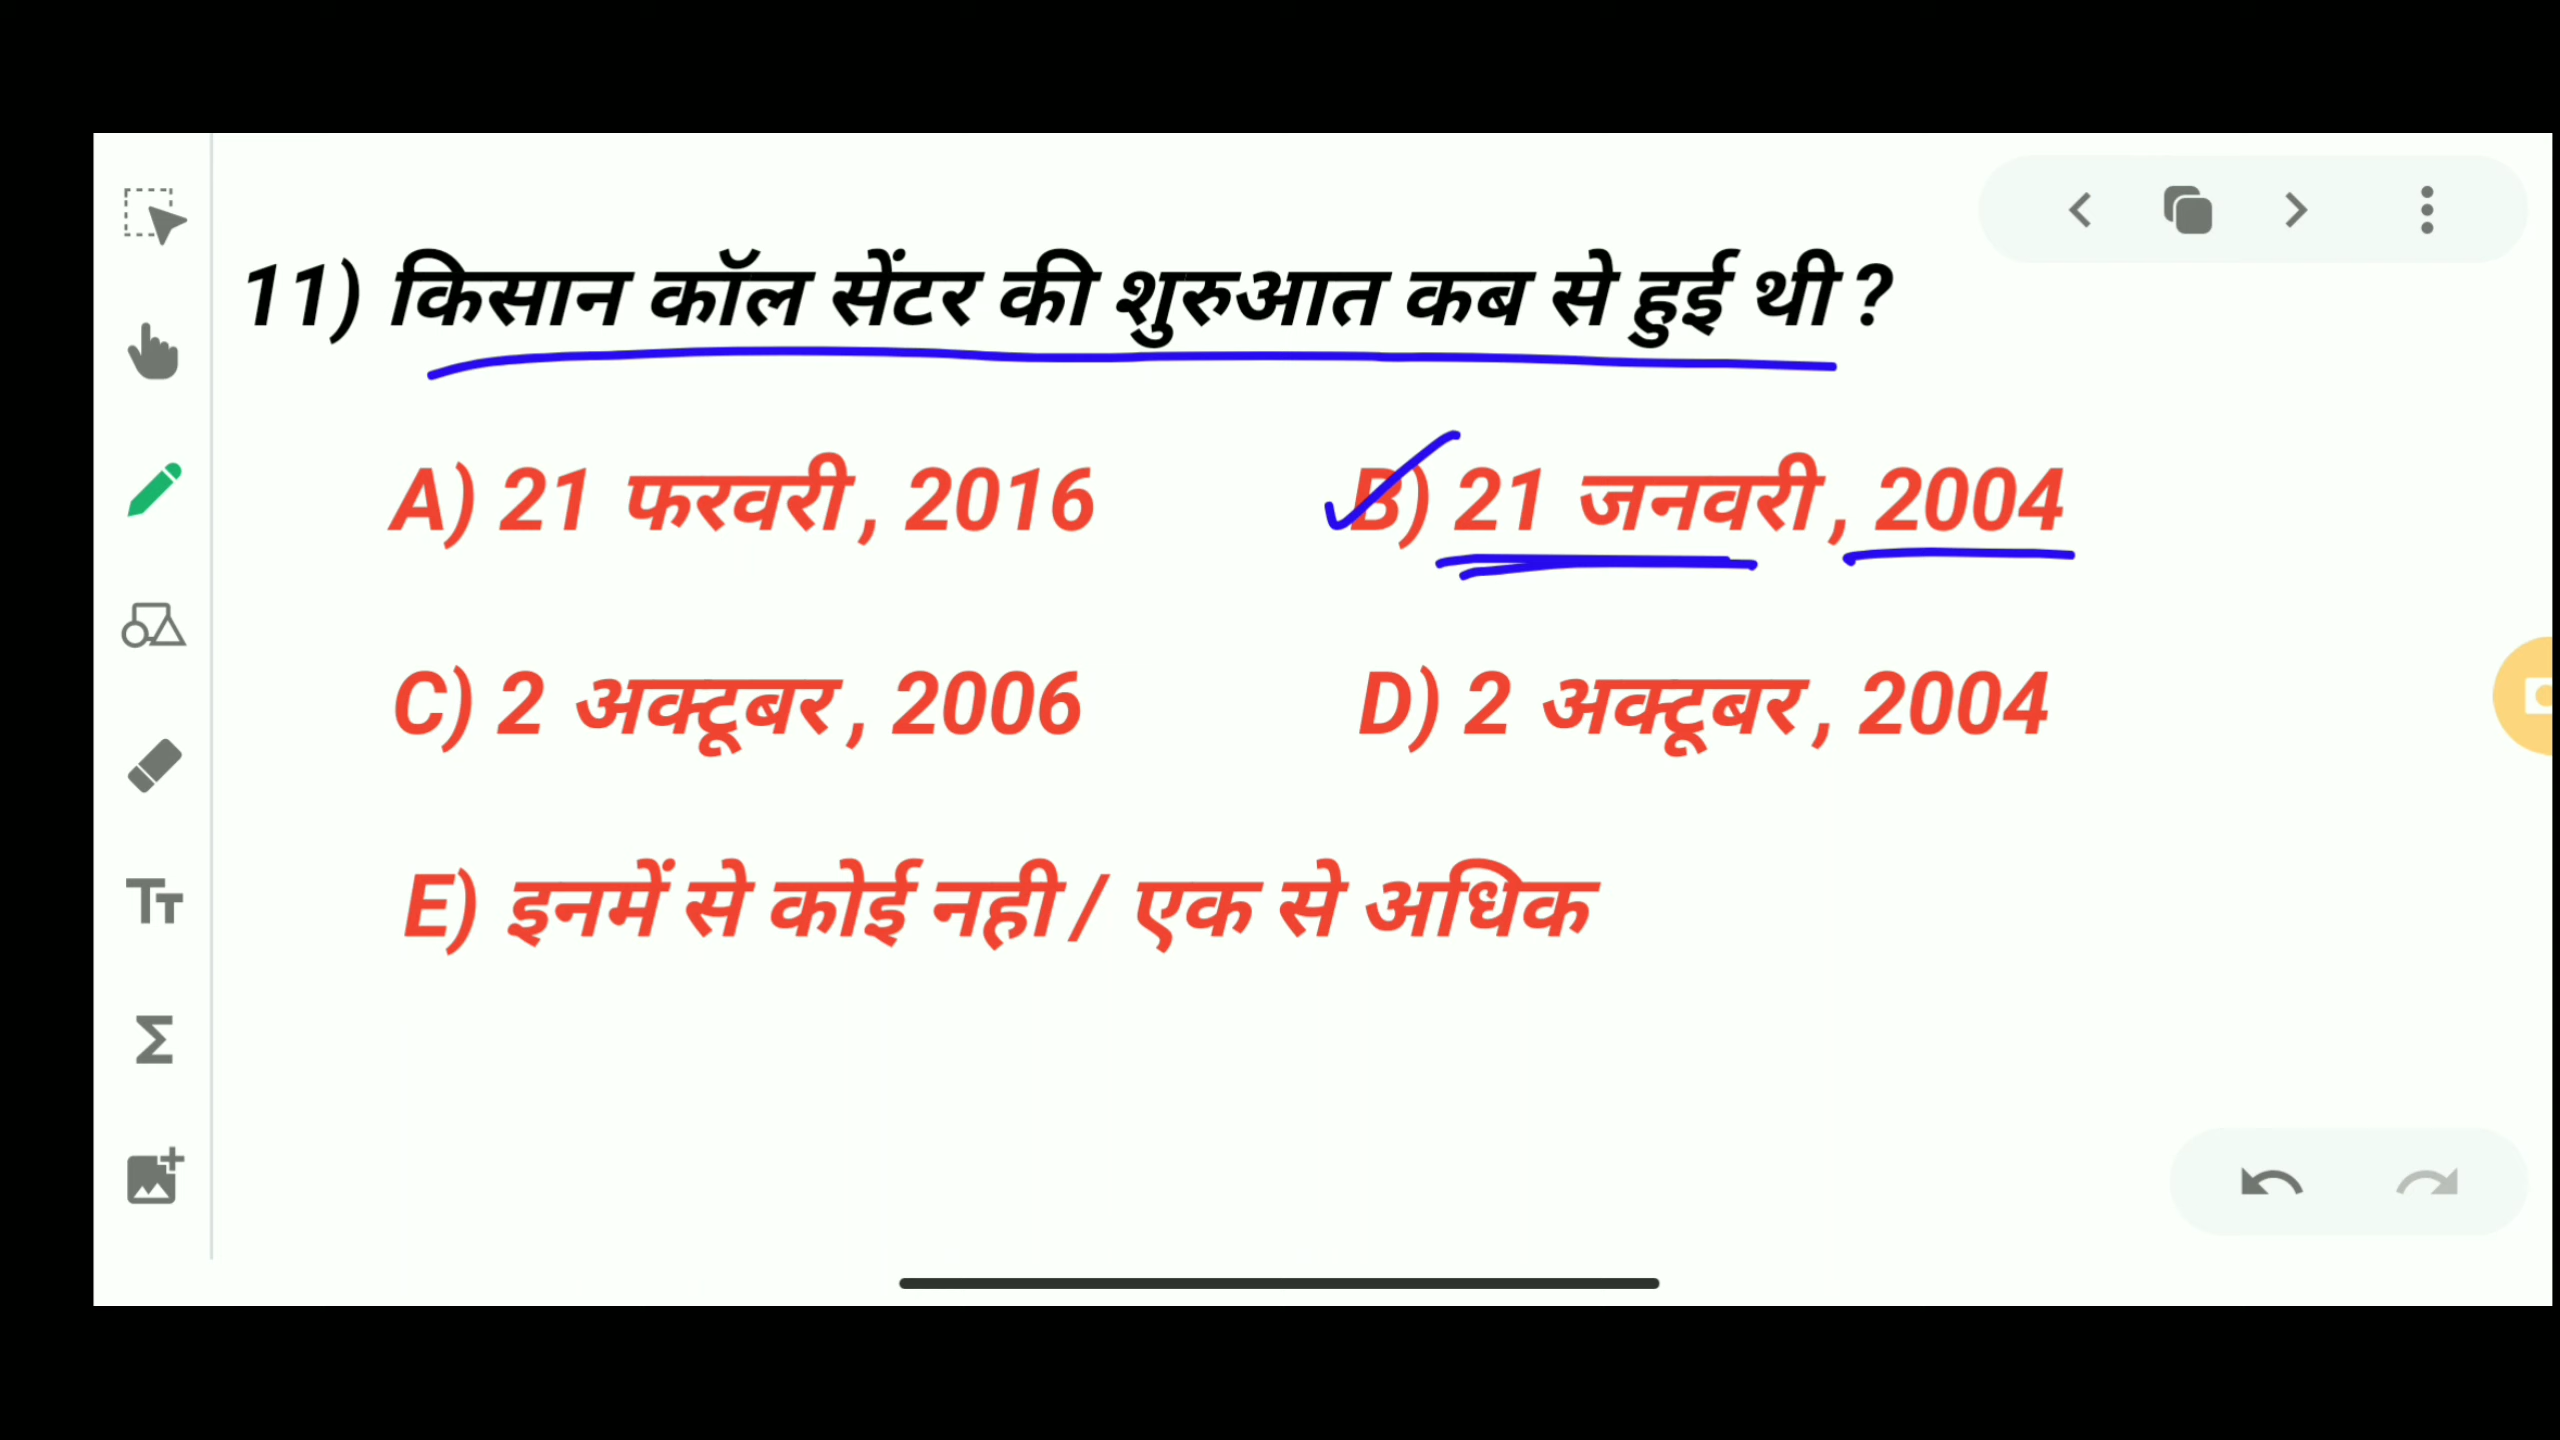 11) किसान कॉल सेंटर की शुरुआत कब से हुई थी ?
A) 21 फरवरी , 2016
B) 21 जनवरी , 2004
C) 2 अक्टूबर , 2006
D) 2 अक्टूबर , 2004
E) इनमें से कोई नही / एक से अधिक